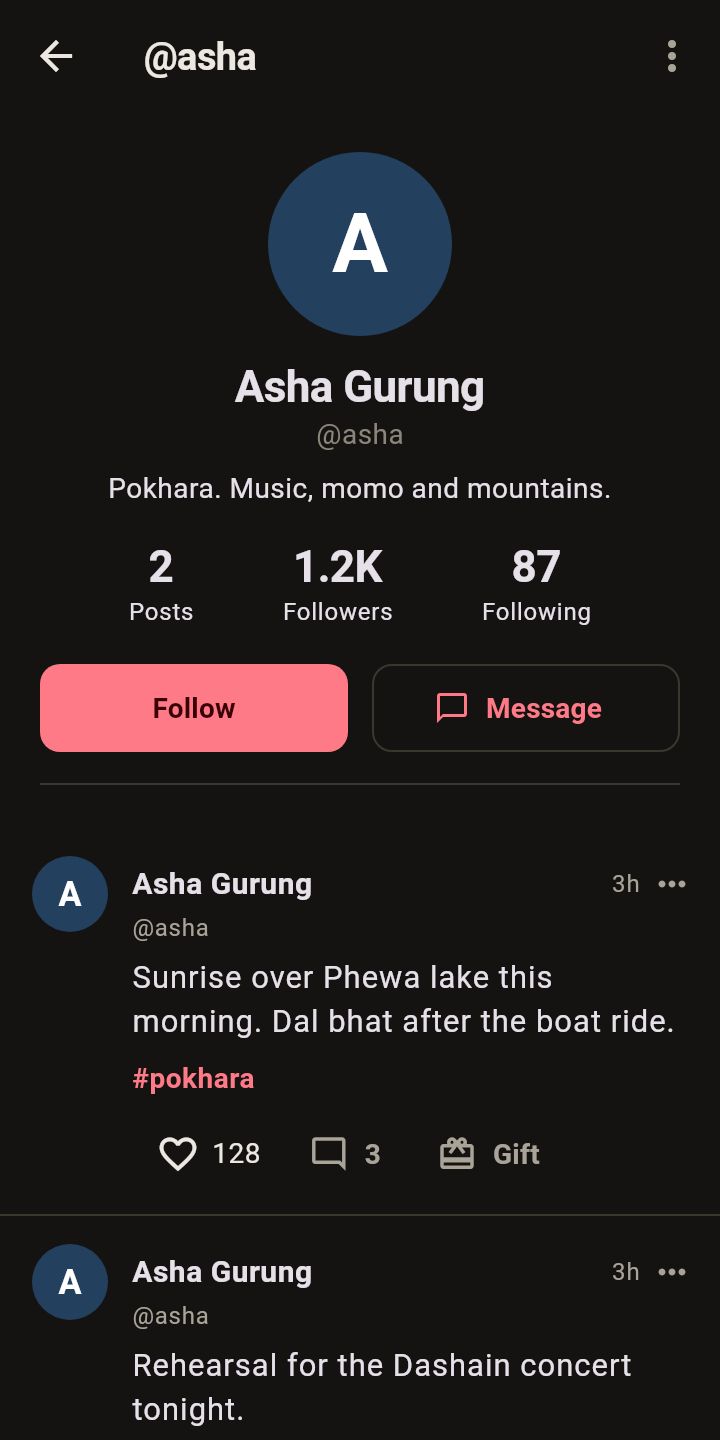 @asha
A
Asha Gurung
@asha
Pokhara. Music, momo and mountains.
2 1.2K 87
Posts Followers Following
Follow Message
A Asha Gurung 3h
@asha
Sunrise over Phewa lake this
morning. Dal bhat after the boat ride.
#pokhara
128 3 Gift
A Asha Gurung 3h
@asha
Rehearsal for the Dashain concert
tonight.